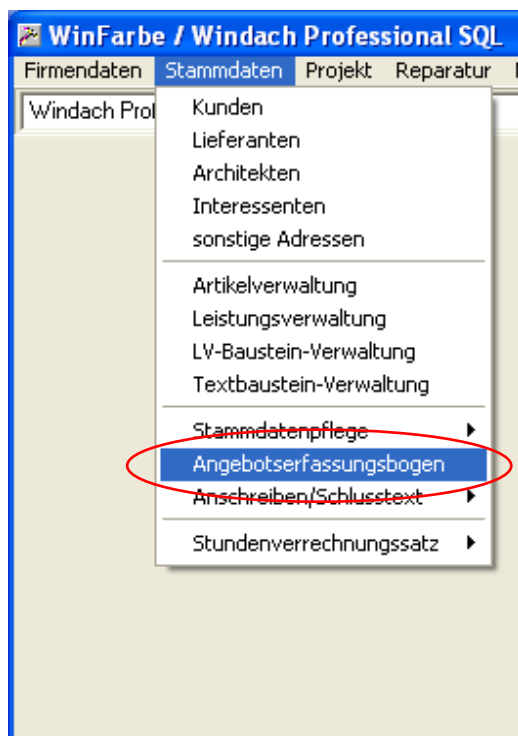 WinFarbe / Windach Professional SQL
Firmendaten Stammdaten Projekt Reparatur
Windach Prof
Kunden
Lieferanten
Architekten
Interessenten
sonstige Adressen
Artikelverwaltung
Leistungsverwaltung
LV-Baustein-Verwaltung
Textbaustein-Verwaltung
Stammdatenpflege
Angebotserfassungsbogen
Anschreiben/Schlusstext
Stundenverrechnungssatz